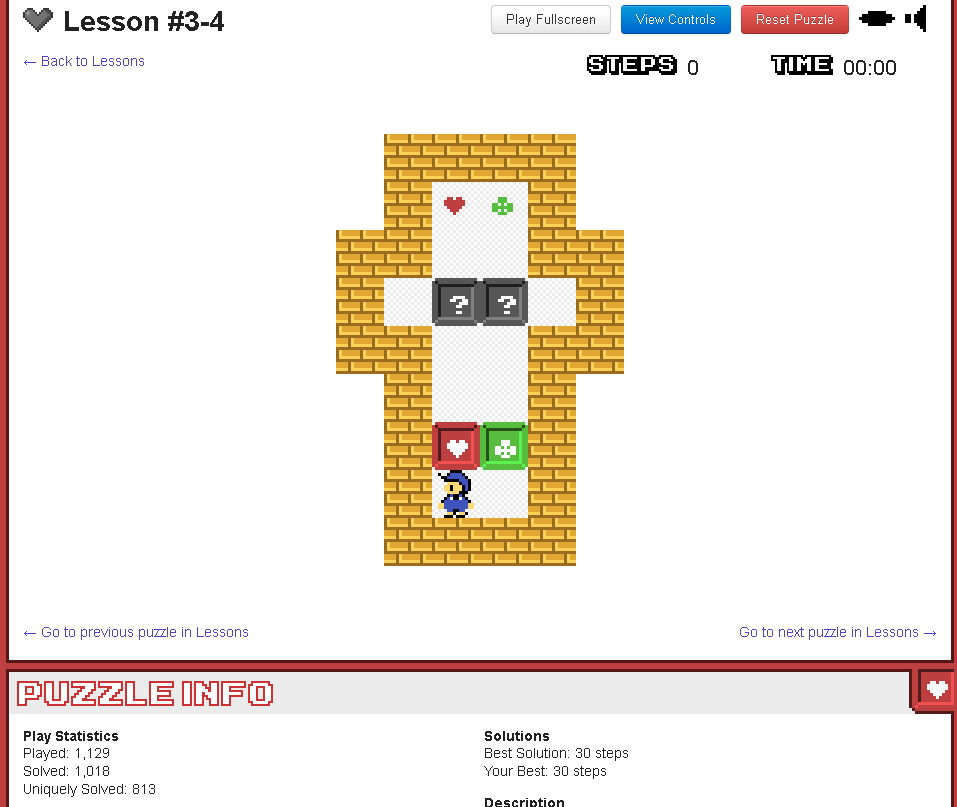 Lesson #3-4
Play Fullscreen
View Controls
Reset Puzzle
← Back to Lessons
STEPS 0
TIME 00:00
?
?
← Go to previous puzzle in Lessons
Go to next puzzle in Lessons →
PUZZLE INFO
Play Statistics
Played: 1,129
Solved: 1,018
Uniquely Solved: 813
Solutions
Best Solution: 30 steps
Your Best: 30 steps
Description